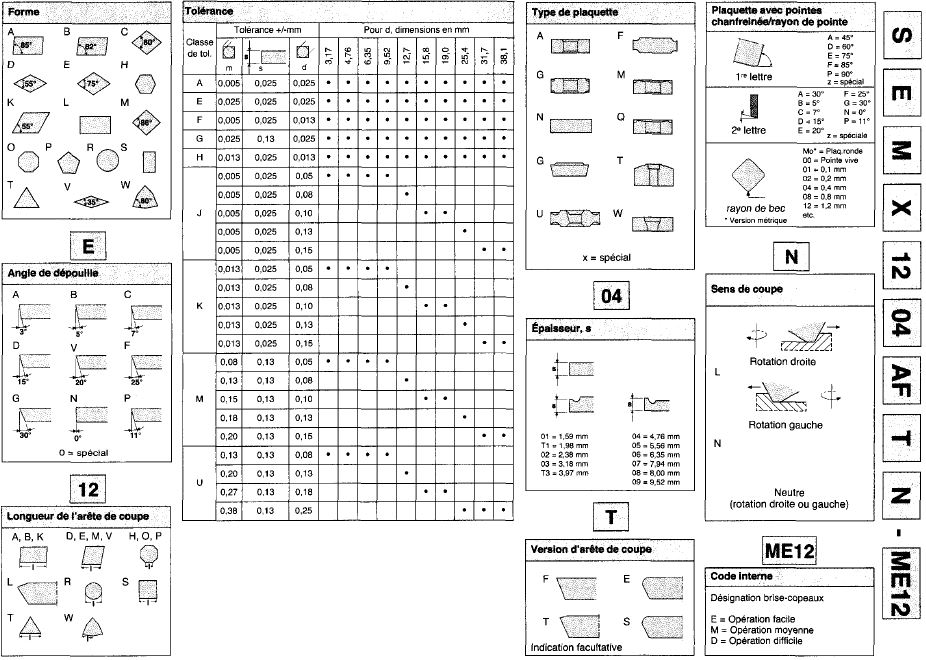 Forme
A B C
85° 82° 80°
D E H
55° 75°
K L M
55° 86°
O P R S
T V W
35° 80°
E
Angle de dépouille
A B C
3° 5° 7°
D V F
15° 20° 25°
G N P
30° 0° 11°
0 = spécial
12
Longueur de l'arête de coupe
A, B, K D, E, M, V H, O, P
L R S
T W
Tolérance
Classe de tol. Tolérance +/-mm Pour d, dimensions en mm
m s d 3,17 4,76 6,35 9,52 12,7 15,8 19,0 25,4 31,7 38,1
A 0,005 0,025 0,025 • • • • • • • • • •
E 0,025 0,025 0,025 • • • • • • • • • •
F 0,005 0,025 0,013 • • • • • • • • • •
G 0,025 0,13 0,025 • • • • • • • • • •
H 0,013 0,025 0,013 • • • • • • • • • •
J 0,005 0,025 0,05 • • • •
0,005 0,025 0,08 •
0,005 0,025 0,10 • •
0,005 0,025 0,13 •
0,005 0,025 0,15 • •
K 0,013 0,025 0,05 • • • •
0,013 0,025 0,08 •
0,013 0,025 0,10 • •
0,013 0,025 0,13 •
0,013 0,025 0,15 • •
M 0,08 0,13 0,05 • • • •
0,13 0,13 0,08 •
0,15 0,13 0,10 • •
0,18 0,13 0,13 •
0,20 0,13 0,15 • •
U 0,13 0,13 0,08 • • • •
0,20 0,13 0,13 •
0,27 0,13 0,18 • •
0,38 0,13 0,25 • • •
Type de plaquette
A F
G M
N Q
G T
U W
x = spécial
04
Épaisseur, s
s
s s
01 = 1,59 mm 04 = 4,76 mm
T1 = 1,98 mm 05 = 5,56 mm
02 = 2,38 mm 06 = 6,35 mm
03 = 3,18 mm 07 = 7,94 mm
T3 = 3,97 mm 08 = 8,00 mm
09 = 9,52 mm
T
Version d'arête de coupe
F E
T S
Indication facultative
Plaquette avec pointes
chanfreinée/rayon de pointe
A = 45°
D = 60°
E = 75°
F = 85°
P = 90°
z = spécial
1re lettre
A = 30° F = 25°
B = 5° G = 30°
C = 7° N = 0°
D = 15° P = 11°
E = 20° z = spéciale
2e lettre
Mo* = Plaq.ronde
00 = Pointe vive
01 = 0,1 mm
02 = 0,2 mm
04 = 0,4 mm
08 = 0,8 mm
12 = 1,2 mm
etc.
rayon de bec
* Version métrique
N
Sens de coupe
Rotation droite
L
Rotation gauche
N
Neutre
(rotation droite ou gauche)
ME12
Code interne
Désignation brise-copeaux
E = Opération facile
M = Opération moyenne
D = Opération difficile
S E M X 12 04 AF T N - ME12